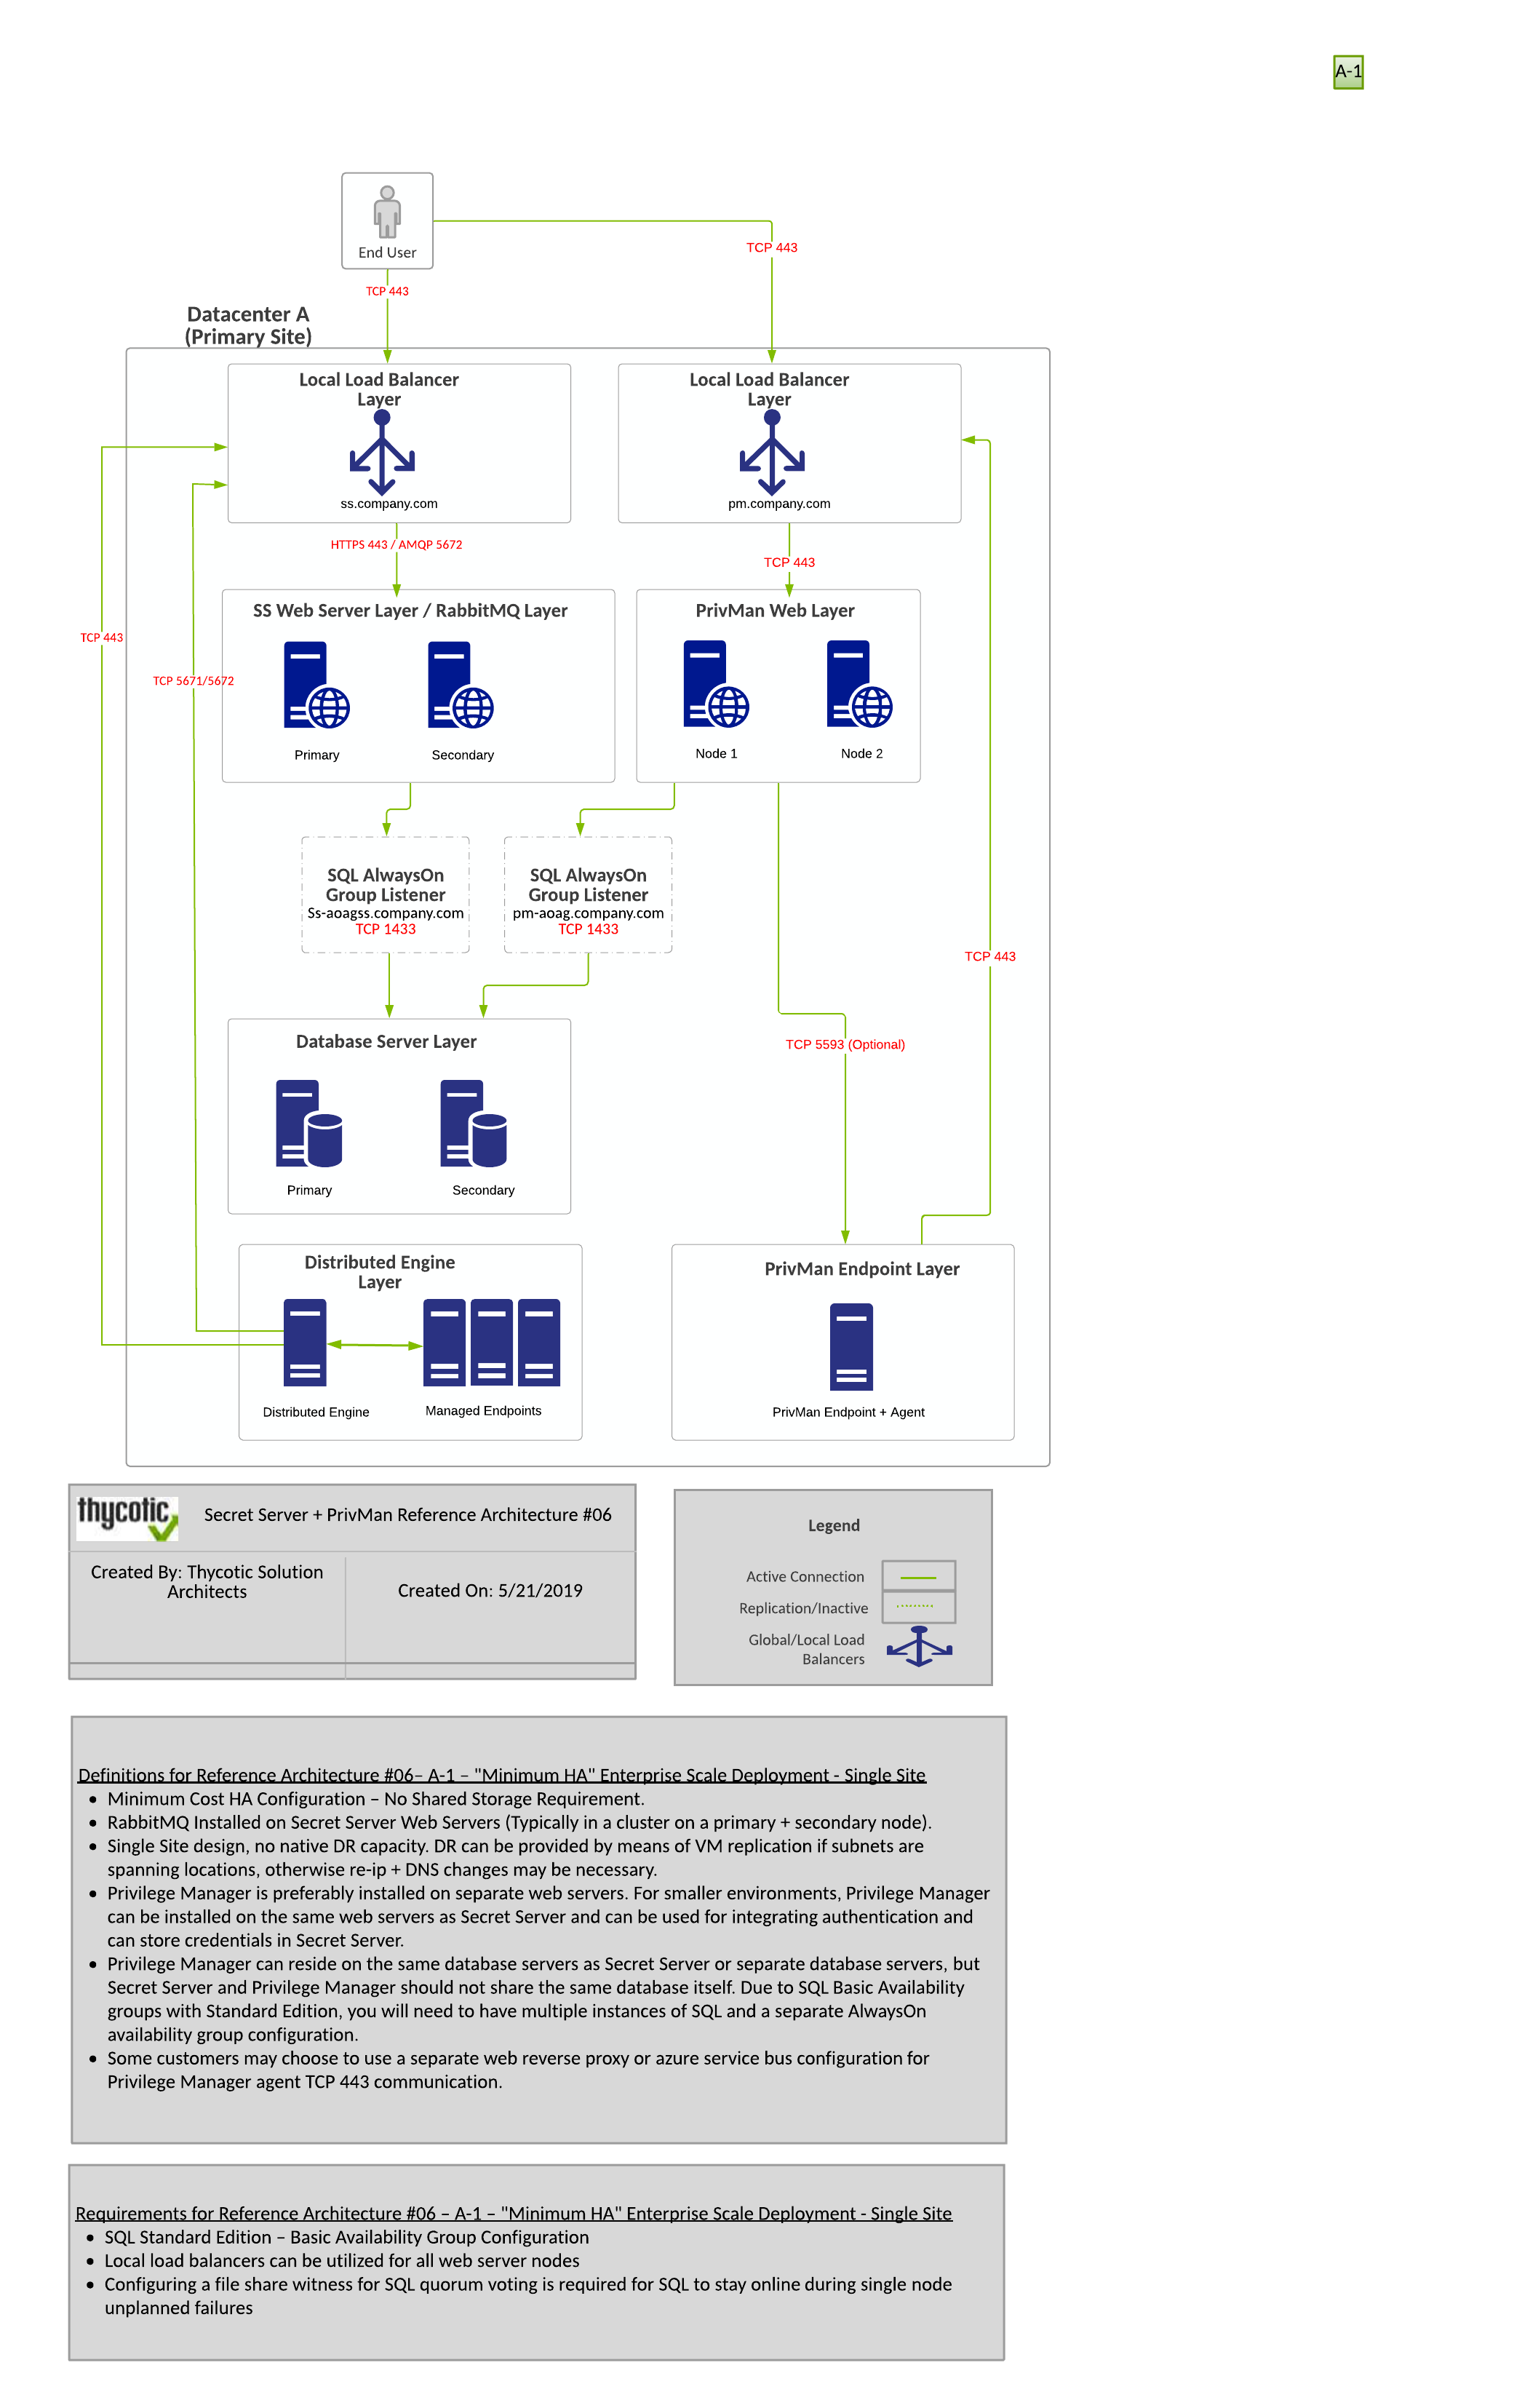 A-1
End User
TCP 443
TCP 443
Datacenter A
(Primary Site)
Local Load Balancer
Layer
ss.company.com
Local Load Balancer
Layer
pm.company.com
HTTPS 443 / AMQP 5672
TCP 443
SS Web Server Layer / RabbitMQ Layer
Primary
Secondary
PrivMan Web Layer
Node 1
Node 2
TCP 443
TCP 5671/5672
SQL AlwaysOn
Group Listener
Ss-aoagss.company.com
TCP 1433
SQL AlwaysOn
Group Listener
pm-aoag.company.com
TCP 1433
TCP 443
TCP 5593 (Optional)
Database Server Layer
Primary
Secondary
Distributed Engine
Layer
Distributed Engine
Managed Endpoints
PrivMan Endpoint Layer
PrivMan Endpoint + Agent
thycotic
Secret Server + PrivMan Reference Architecture #06
Created By: Thycotic Solution
Architects
Created On: 5/21/2019
Legend
Active Connection
Replication/Inactive
Global/Local Load
Balancers
Definitions for Reference Architecture #06– A-1 – "Minimum HA" Enterprise Scale Deployment - Single Site
• Minimum Cost HA Configuration – No Shared Storage Requirement.
• RabbitMQ Installed on Secret Server Web Servers (Typically in a cluster on a primary + secondary node).
• Single Site design, no native DR capacity. DR can be provided by means of VM replication if subnets are
spanning locations, otherwise re-ip + DNS changes may be necessary.
• Privilege Manager is preferably installed on separate web servers. For smaller environments, Privilege Manager
can be installed on the same web servers as Secret Server and can be used for integrating authentication and
can store credentials in Secret Server.
• Privilege Manager can reside on the same database servers as Secret Server or separate database servers, but
Secret Server and Privilege Manager should not share the same database itself. Due to SQL Basic Availability
groups with Standard Edition, you will need to have multiple instances of SQL and a separate AlwaysOn
availability group configuration.
• Some customers may choose to use a separate web reverse proxy or azure service bus configuration for
Privilege Manager agent TCP 443 communication.
Requirements for Reference Architecture #06 – A-1 – "Minimum HA" Enterprise Scale Deployment - Single Site
• SQL Standard Edition – Basic Availability Group Configuration
• Local load balancers can be utilized for all web server nodes
• Configuring a file share witness for SQL quorum voting is required for SQL to stay online during single node
unplanned failures